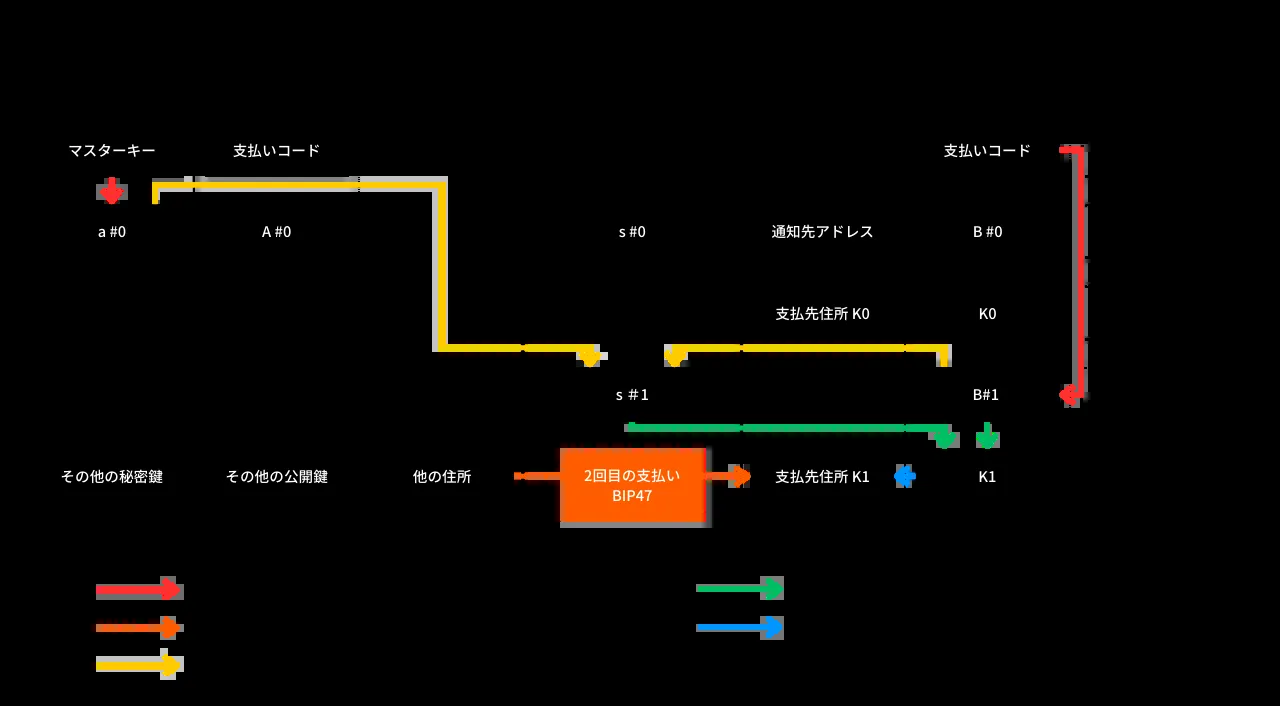 マスターキー
支払いコード
支払いコード
a #0
A #0
s #0
通知先アドレス
B #0
支払先住所 K0
K0
s #1
B#1
その他の秘密鍵
その他の公開鍵
他の住所
2回目の支払い
BIP47
支払先住所 K1
K1